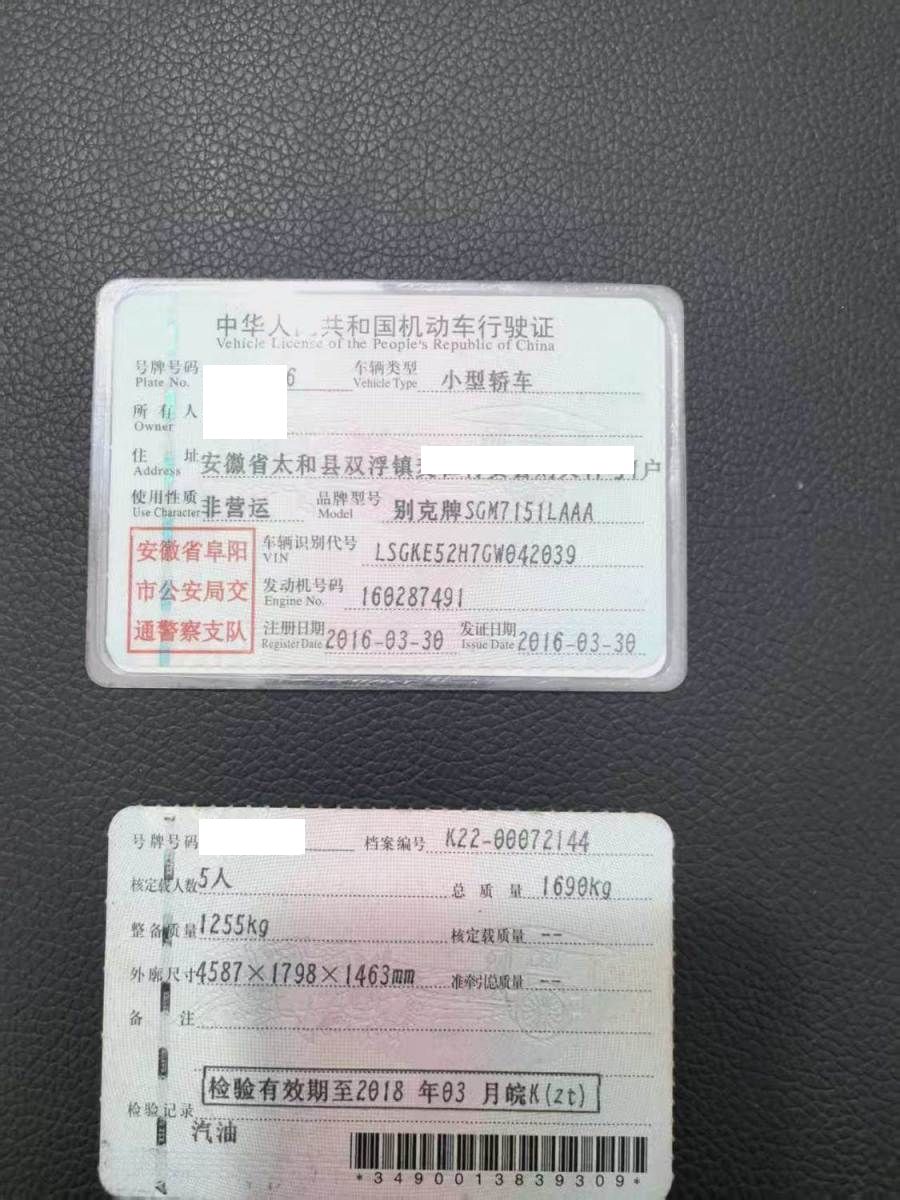 中华人民共和国机动车行驶证
Vehicle License of the People's Republic of China
号牌号码 6 车辆类型 小型轿车
Plate No. Vehicle Type
所有人
Owner
住址 安徽省太和县双浮镇 户
Address
使用性质 非营运 品牌型号 别克牌SGM7151LAAA
Use Character Model
安徽省阜阳
市公安局交
通警察支队
车辆识别代号 LSGKE52H7GW042039
VIN
发动机号码 160287491
Engine No.
注册日期 2016-03-30 发证日期 2016-03-30
Register Date Issue Date
号牌号码 档案编号 K22-00072144
核定载人数 5人 总质量 1690kg
整备质量 1255kg 核定载质量 --
外廓尺寸 4587×1798×1463mm 准牵引总质量 --
备注
检验有效期至2018年03月皖K(zt)
检验记录
汽油
*3490013839309*